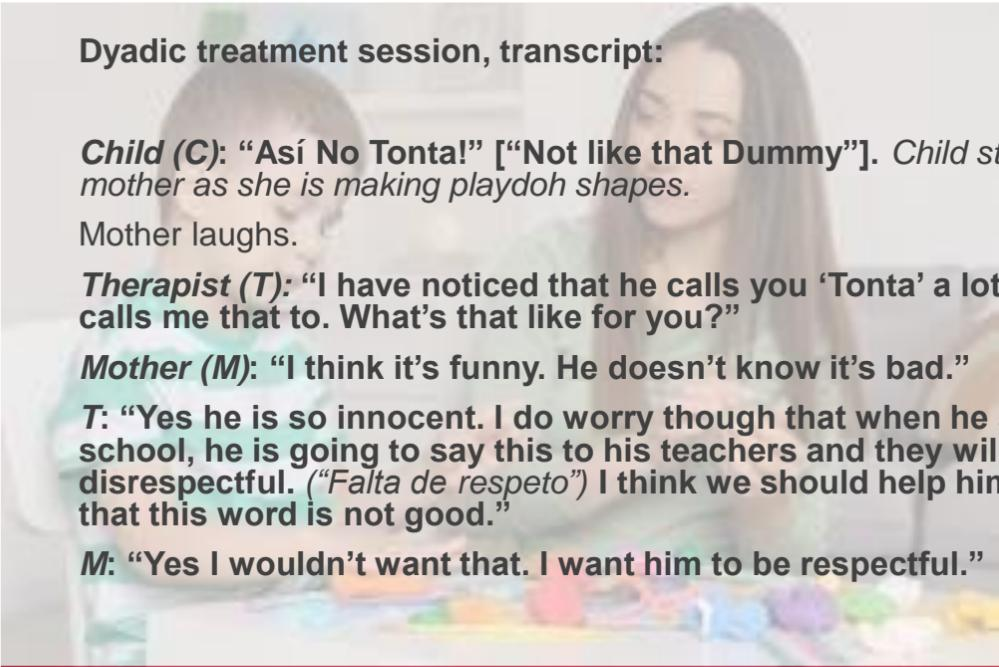 Dyadic treatment session, transcript:
Child (C): “Así No Tonta!” [“Not like that Dummy”]. Child
mother as she is making playdoh shapes.
Mother laughs.
Therapist (T): “I have noticed that he calls you ‘Tonta’ a lot
calls me that to. What’s that like for you?”
Mother (M): “I think it’s funny. He doesn’t know it’s bad.”
T: “Yes he is so innocent. I do worry though that when he
school, he is going to say this to his teachers and they
disrespectful. (“Falta de respeto”) I think we should help
that this word is not good.”
M: “Yes I wouldn’t want that. I want him to be respectful.”